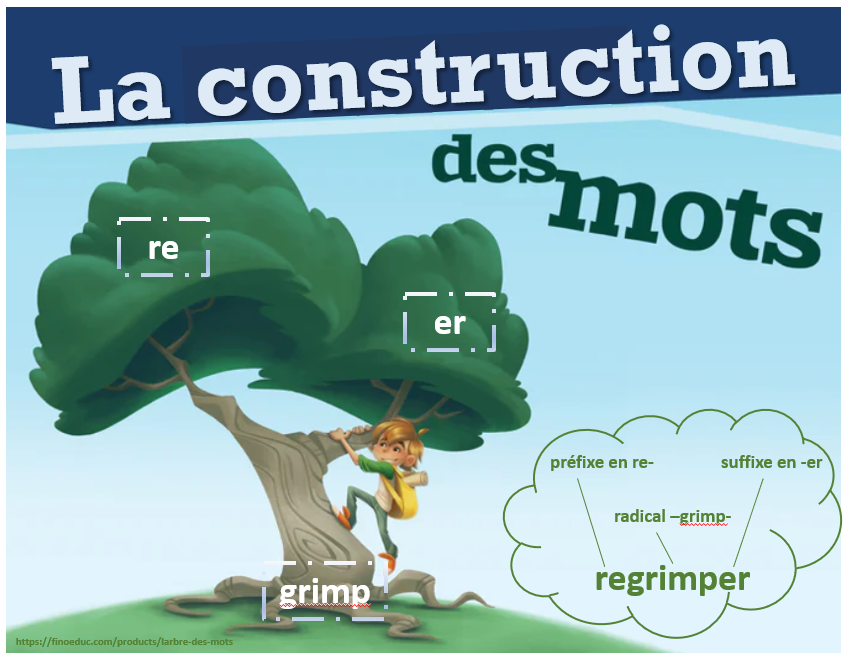 La construction
des mots
re
er
grimp
préfixe en re-
suffixe en -er
radical –grimp-
regrimper
https://finoeduc.com/products/larbre-des-mots